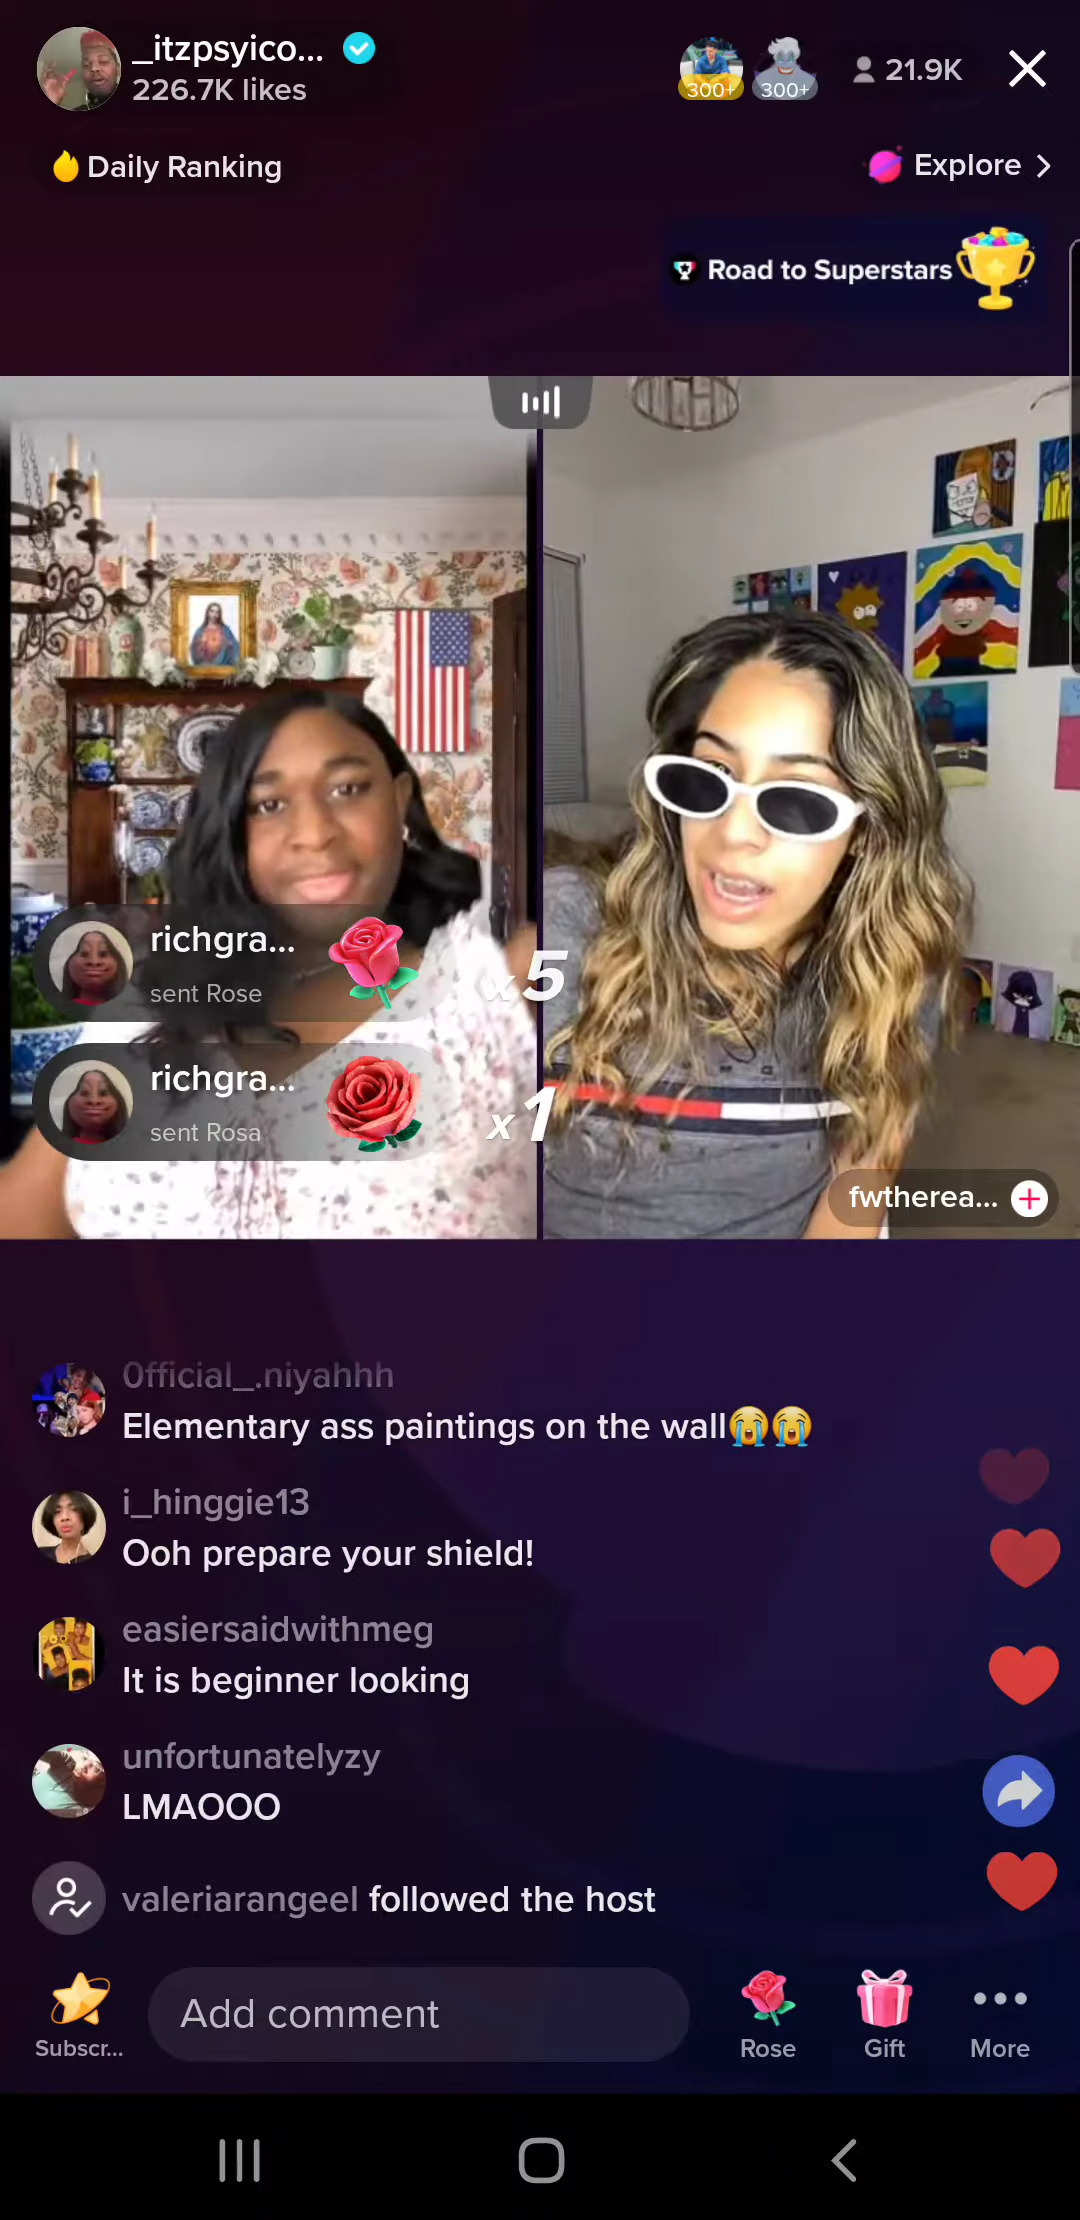 _itzpsyico...
226.7K likes
300+
300+
21.9K
Daily Ranking
Explore
Road to Superstars
richgra...
sent Rose
x5
richgra...
sent Rosa
x1
fwtherea...
0fficial_.niyahhh
Elementary ass paintings on the wall😭😭
i_hinggie13
Ooh prepare your shield!
easiersaidwithmeg
It is beginner looking
unfortunatelyzy
LMAOOO
valeriarangeel followed the host
Subscr...
Add comment
Rose
Gift
More